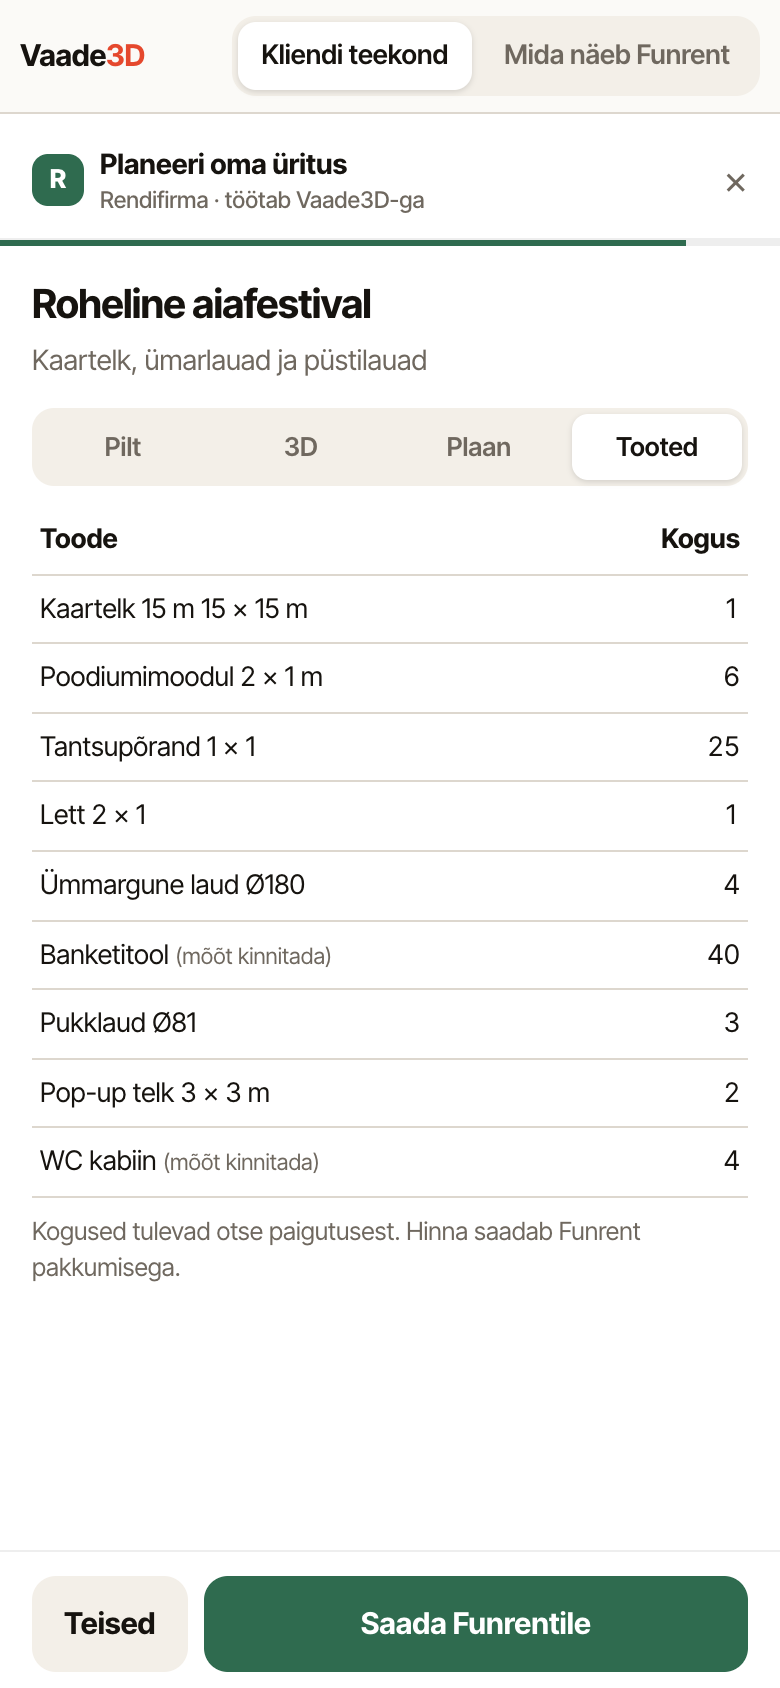 Vaade3D
Kliendi teekond
Mida näeb Funrent
R
Planeeri oma üritus
Rendifirma · töötab Vaade3D-ga
×
Roheline aiafestival
Kaartelk, ümarlauad ja püstilauad
Pilt
3D
Plaan
Tooted
Toode Kogus
Kaartelk 15 m 15 × 15 m 1
Poodiumimoodul 2 × 1 m 6
Tantsupõrand 1 × 1 25
Lett 2 × 1 1
Ümmargune laud Ø180 4
Banketitool (mõõt kinnitada) 40
Pukklaud Ø81 3
Pop-up telk 3 × 3 m 2
WC kabiin (mõõt kinnitada) 4
Kogused tulevad otse paigutusest. Hinna saadab Funrent
pakkumisega.
Teised
Saada Funrentile